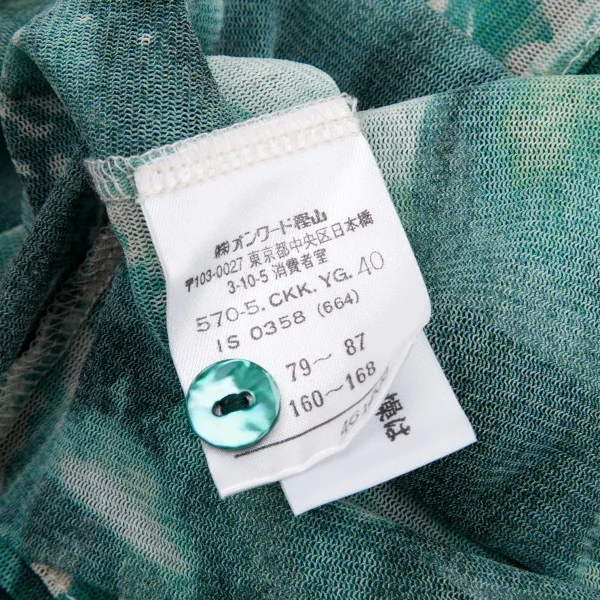 ㈱オンワード樫山
〒103-0027 東京都中央区日本橋
3-10-5 消費者室
570-5. CKK. YG. 40
IS 0358 (664)
79～ 87
160～168